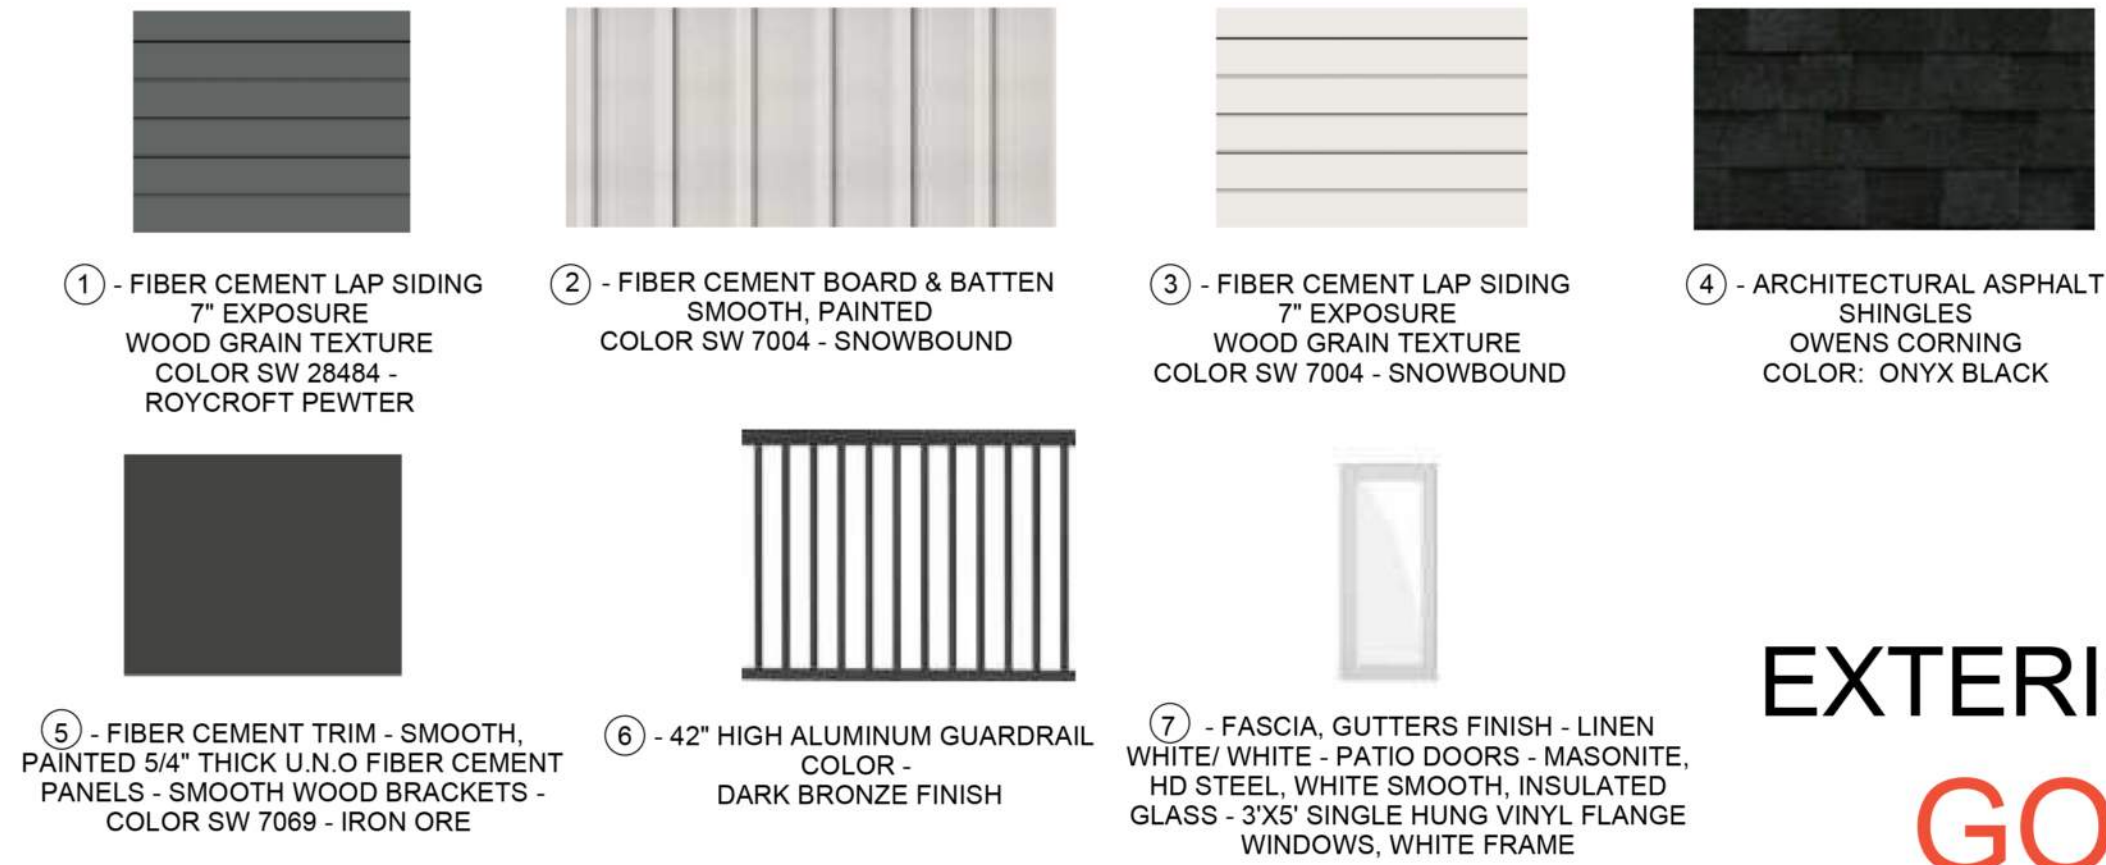 1 - FIBER CEMENT LAP SIDING
7" EXPOSURE
WOOD GRAIN TEXTURE
COLOR SW 28484 -
ROYCROFT PEWTER
2 - FIBER CEMENT BOARD & BATTEN
SMOOTH, PAINTED
COLOR SW 7004 - SNOWBOUND
3 - FIBER CEMENT LAP SIDING
7" EXPOSURE
WOOD GRAIN TEXTURE
COLOR SW 7004 - SNOWBOUND
4 - ARCHITECTURAL ASPHALT
SHINGLES
OWENS CORNING
COLOR: ONYX BLACK
5 - FIBER CEMENT TRIM - SMOOTH,
PAINTED 5/4" THICK U.N.O FIBER CEMENT
PANELS - SMOOTH WOOD BRACKETS -
COLOR SW 7069 - IRON ORE
6 - 42" HIGH ALUMINUM GUARDRAIL
COLOR -
DARK BRONZE FINISH
7 - FASCIA, GUTTERS FINISH - LINEN
WHITE/ WHITE - PATIO DOORS - MASONITE,
HD STEEL, WHITE SMOOTH, INSULATED
GLASS - 3'X5' SINGLE HUNG VINYL FLANGE
WINDOWS, WHITE FRAME
EXTERI
GO